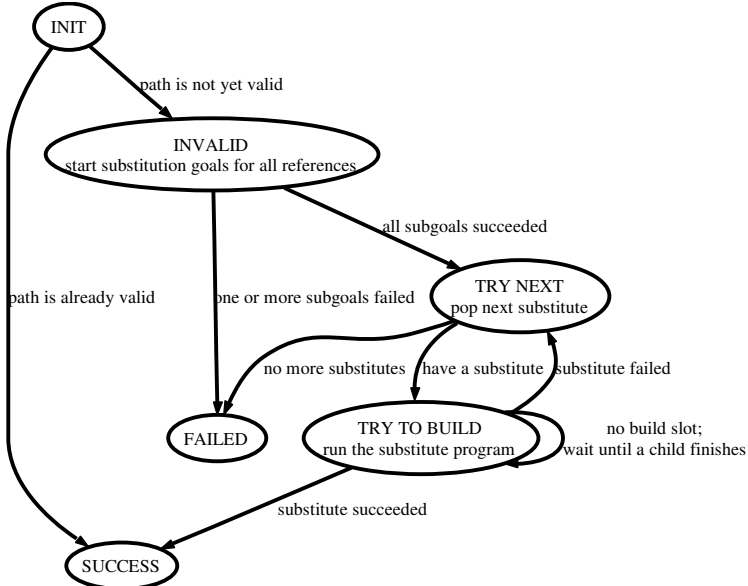 INIT
path is not yet valid
INVALID
start substitution goals for all references
all subgoals succeeded
path is already valid
one or more subgoals failed
TRY NEXT
pop next substitute
no more substitutes
have a substitute
substitute failed
FAILED
TRY TO BUILD
run the substitute program
no build slot;
wait until a child finishes
substitute succeeded
SUCCESS